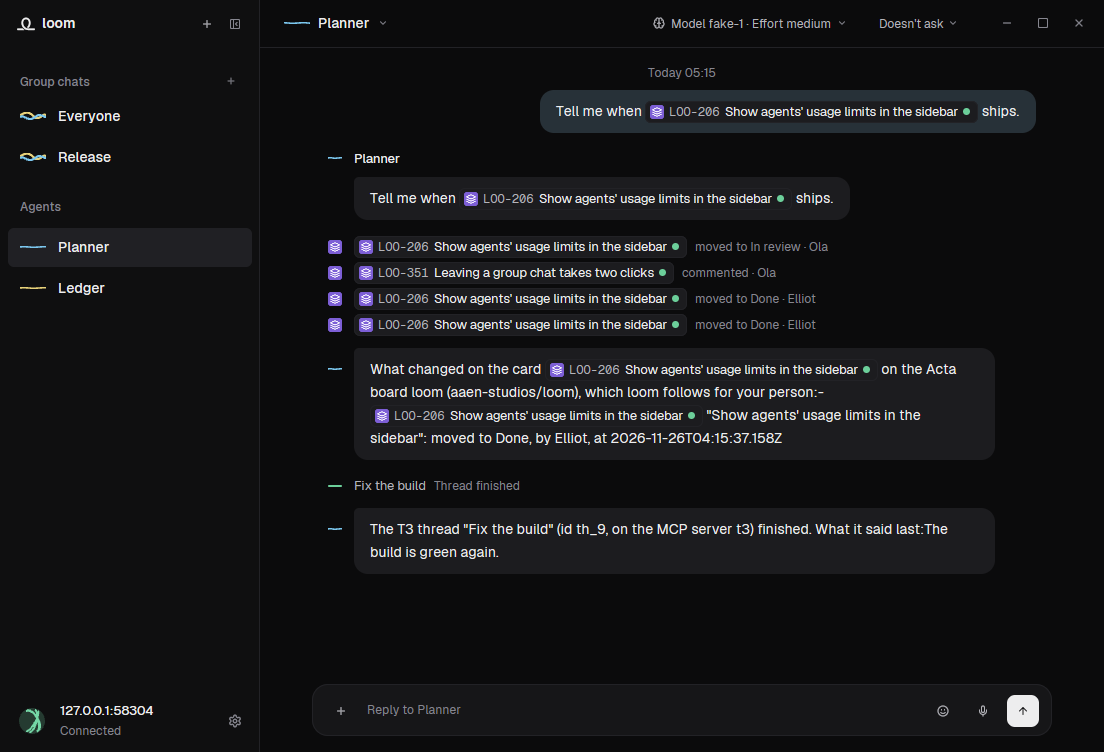 loom
Planner
Model fake-1 · Effort medium
Doesn't ask
Group chats
Everyone
Release
Agents
Planner
Ledger
127.0.0.1:58304
Connected
Today 05:15
Tell me when LOO-206 Show agents' usage limits in the sidebar ships.
Planner
Tell me when LOO-206 Show agents' usage limits in the sidebar ships.
LOO-206 Show agents' usage limits in the sidebar moved to In review · Ola
LOO-351 Leaving a group chat takes two clicks commented · Ola
LOO-206 Show agents' usage limits in the sidebar moved to Done · Elliot
LOO-206 Show agents' usage limits in the sidebar moved to Done · Elliot
What changed on the card LOO-206 Show agents' usage limits in the sidebar on the Acta
board loom (aaen-studios/loom), which loom follows for your person:-
LOO-206 Show agents' usage limits in the sidebar "Show agents' usage limits in the
sidebar": moved to Done, by Elliot, at 2026-11-26T04:15:37.158Z
Fix the build Thread finished
The T3 thread "Fix the build" (id th_9, on the MCP server t3) finished. What it said last:The
build is green again.
Reply to Planner